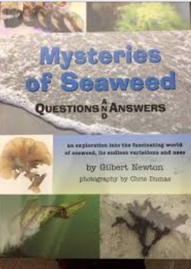 Mysteries
of Seaweed
QUESTIONS AND ANSWERS
an exploration into the fascinating world
of seaweed, its endless variations and uses
by Gilbert Newton
photography by Chris Dumas